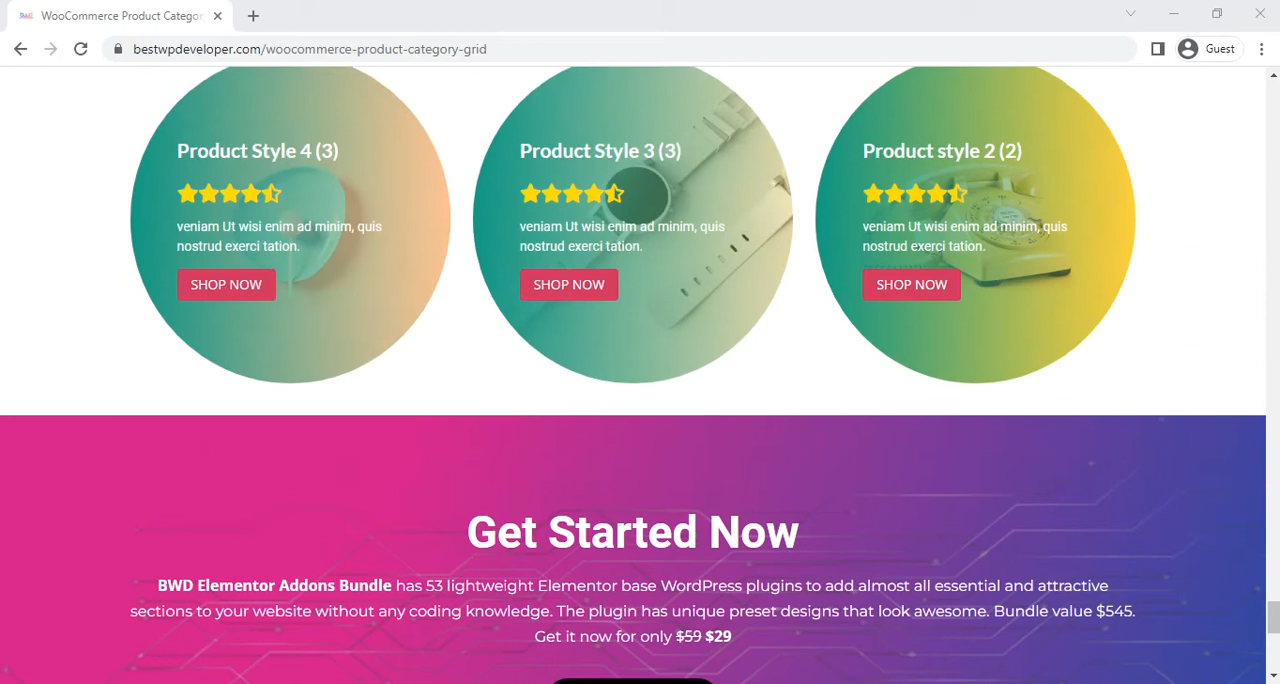 WooCommerce Product Categor
bestwpdeveloper.com/woocommerce-product-category-grid
Guest
Product Style 4 (3)
veniam Ut wisi enim ad minim, quis
nostrud exerci tation.
SHOP NOW
Product Style 3 (3)
veniam Ut wisi enim ad minim, quis
nostrud exerci tation.
SHOP NOW
Product style 2 (2)
veniam Ut wisi enim ad minim, quis
nostrud exerci tation.
SHOP NOW
Get Started Now
BWD Elementor Addons Bundle has 53 lightweight Elementor base WordPress plugins to add almost all essential and attractive
sections to your website without any coding knowledge. The plugin has unique preset designs that look awesome. Bundle value $545.
Get it now for only $59 $29